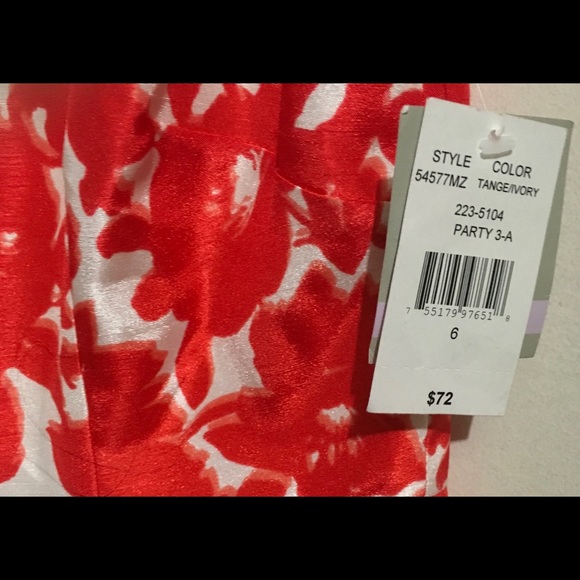 STYLE COLOR
54577MZ TANGE/IVORY
223-5104
PARTY 3-A
7 55179 97651 8
6
$72